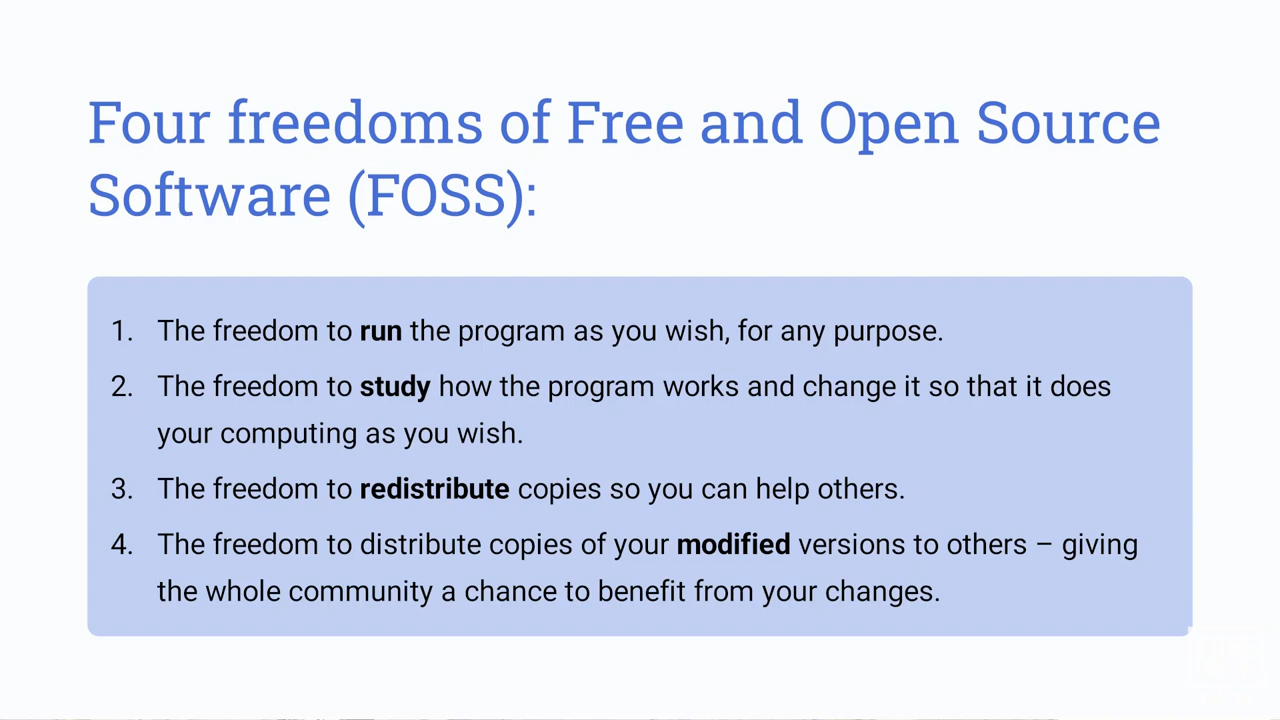 Four freedoms of Free and Open Source
Software (FOSS):
1. The freedom to run the program as you wish, for any purpose.
2. The freedom to study how the program works and change it so that it does
your computing as you wish.
3. The freedom to redistribute copies so you can help others.
4. The freedom to distribute copies of your modified versions to others – giving
the whole community a chance to benefit from your changes.